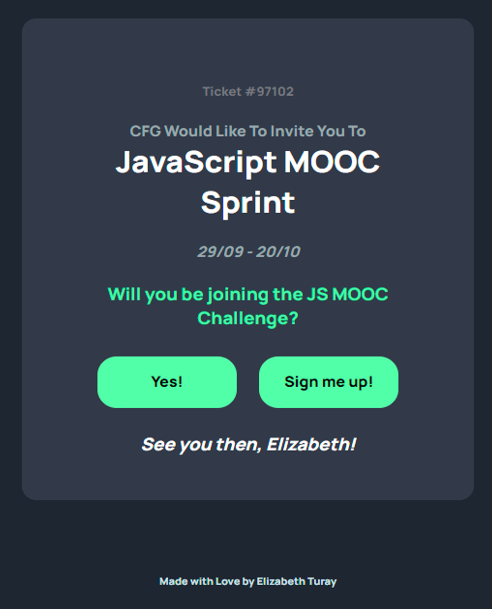 Ticket #97102
CFG Would Like To Invite You To
JavaScript MOOC
Sprint
29/09 - 20/10
Will you be joining the JS MOOC
Challenge?
Yes!
Sign me up!
See you then, Elizabeth!
Made with Love by Elizabeth Turay